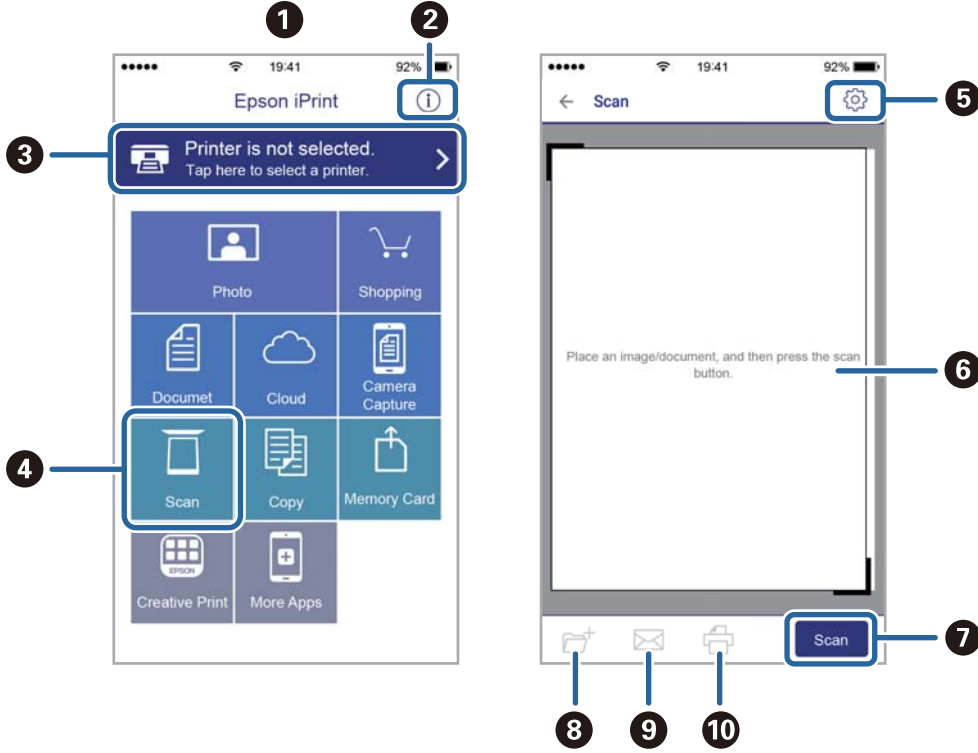 1
2
19:41
92%
Epson iPrint
i
3
Printer is not selected.
Tap here to select a printer.
Photo
Shopping
Documet
Cloud
Camera
Capture
4
Scan
Copy
Memory Card
EPSON
Creative Print
More Apps
19:41
92%
Scan
5
Place an image/document, and then press the scan
button.
6
Scan
7
8
9
10